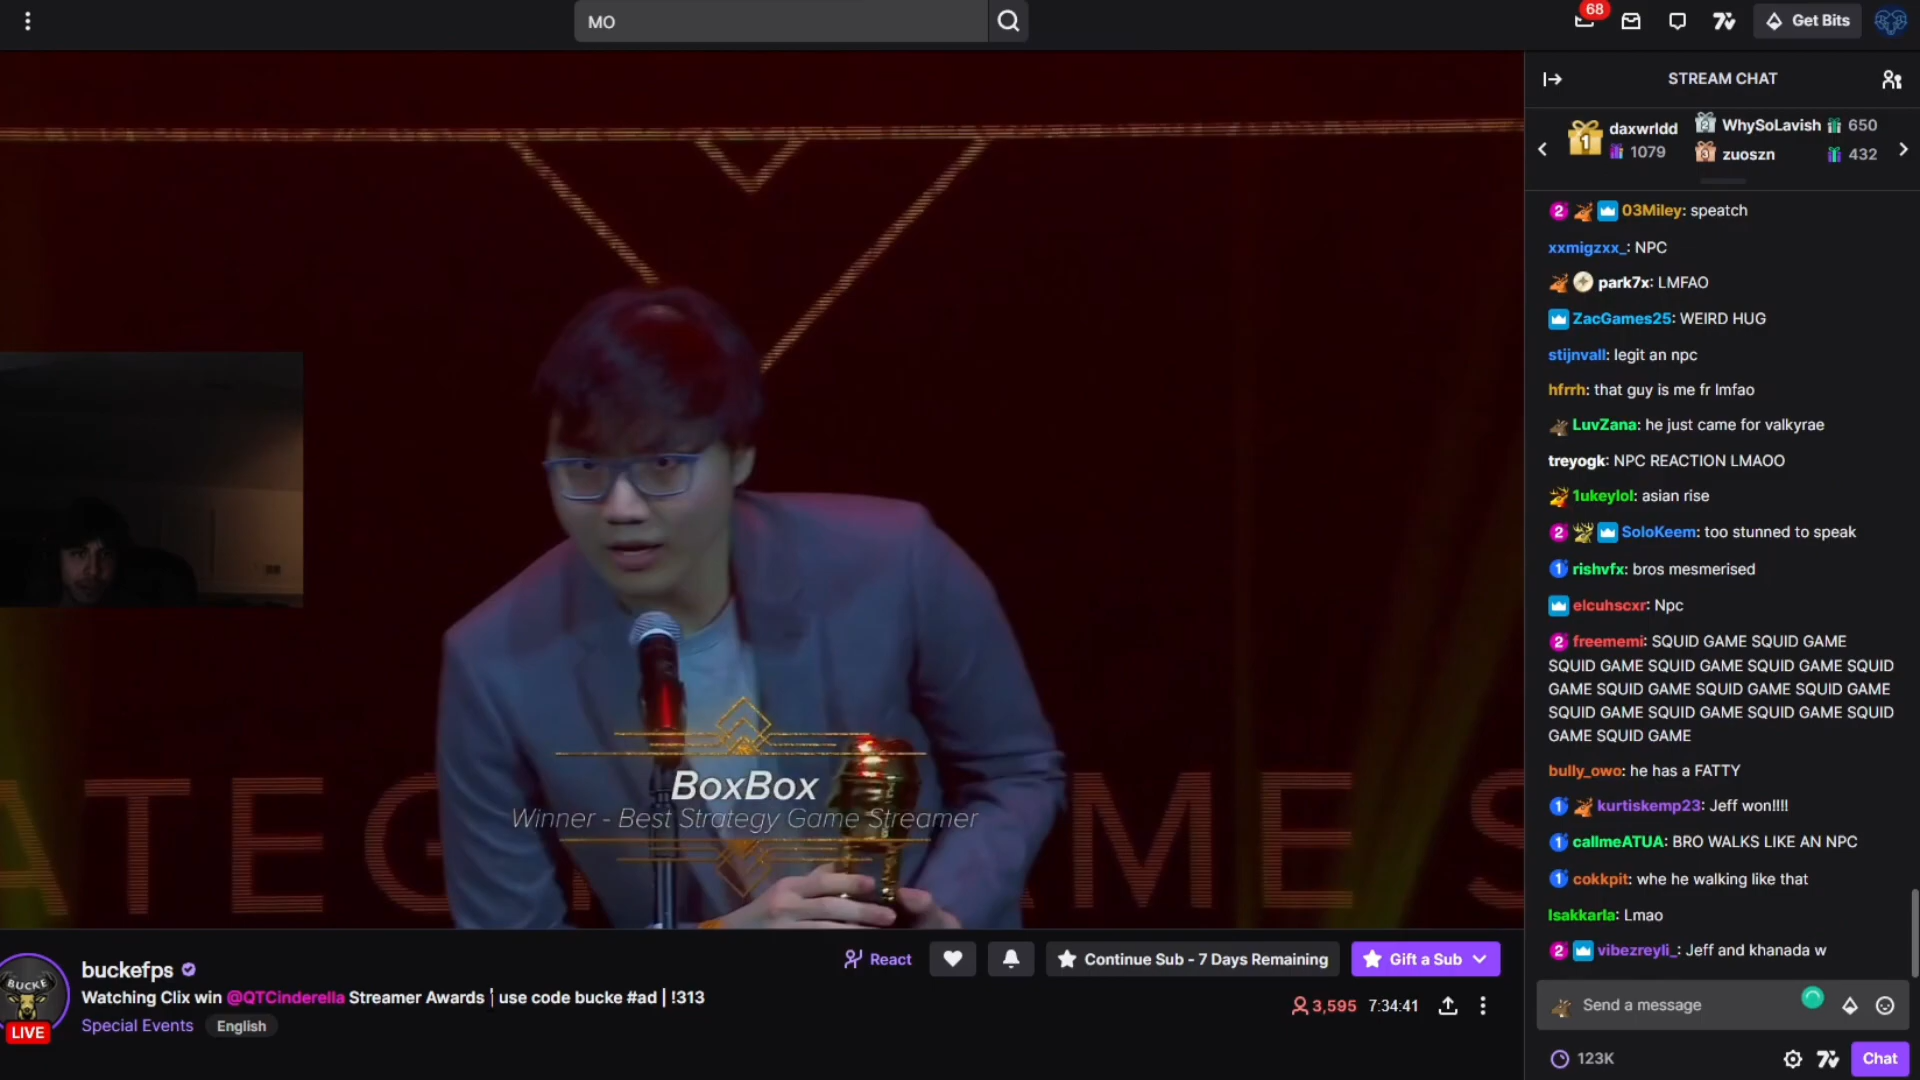 MO
68
Get Bits
STREAM CHAT
1 daxwrldd 1079
2 WhySoLavish 650
3 zuoszn 432
2 03Miley: speatch
xxmigzxx_: NPC
park7x: LMFAO
ZacGames25: WEIRD HUG
stijnvall: legit an npc
hfrrh: that guy is me fr lmfao
LuvZana: he just came for valkyrae
treyogk: NPC REACTION LMAOO
1ukeylol: asian rise
2 SoloKeem: too stunned to speak
1 rishvfx: bros mesmerised
elcuhscxr: Npc
2 freememi: SQUID GAME SQUID GAME
SQUID GAME SQUID GAME SQUID GAME SQUID
GAME SQUID GAME SQUID GAME SQUID GAME
SQUID GAME SQUID GAME SQUID GAME SQUID
GAME SQUID GAME
bully_owo: he has a FATTY
1 kurtiskemp23: Jeff won!!!!
1 callmeATUA: BRO WALKS LIKE AN NPC
1 cokkpit: whe he walking like that
Isakkarla: Lmao
2 vibezreyli_: Jeff and khanada w
Send a message
123K
Chat
ATEG AME S
BoxBox
Winner - Best Strategy Game Streamer
BUCKE
LIVE
buckefps
Watching Clix win @QTCinderella Streamer Awards | use code bucke #ad | !313
Special Events English
React
Continue Sub - 7 Days Remaining
Gift a Sub
3,595 7:34:41